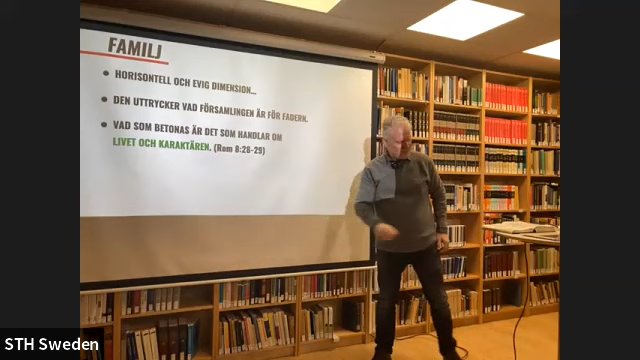 FAMILJ
• HORISONTELL OCH EVIG DIMENSION...
• DEN UTTRYCKER VAD FÖRSAMLINGEN ÄR FÖR FADERN.
• VAD SOM BETONAS ÄR DET SOM HANDLAR OM
LIVET OCH KARAKTÄREN. (Rom 8:28-29)
STH Sweden